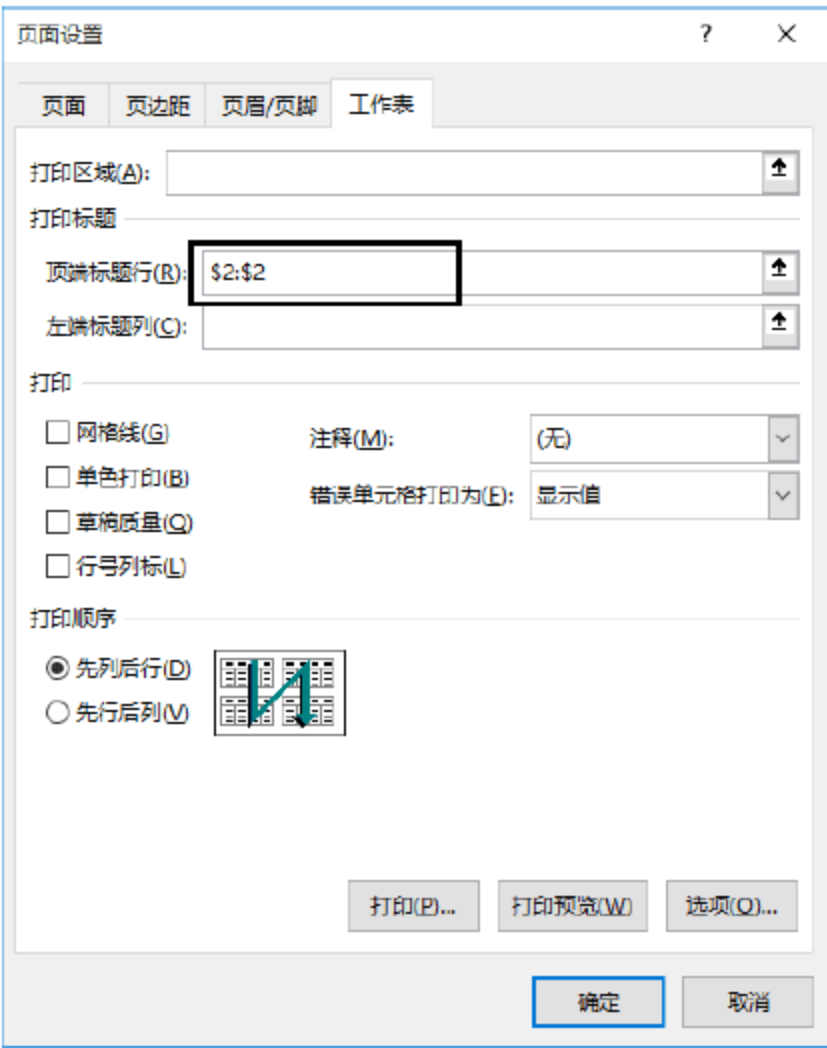 页面设置 ? ×
页面 页边距 页眉/页脚 工作表
打印区域(A):
打印标题
顶端标题行(R): $2:$2
左端标题列(C):
打印
网格线(G) 注释(M): (无)
单色打印(B)
错误单元格打印为(E): 显示值
草稿质量(Q)
行号列标(L)
打印顺序
先列后行(D)
先行后列(V)
打印(P)... 打印预览(W) 选项(O)...
确定 取消